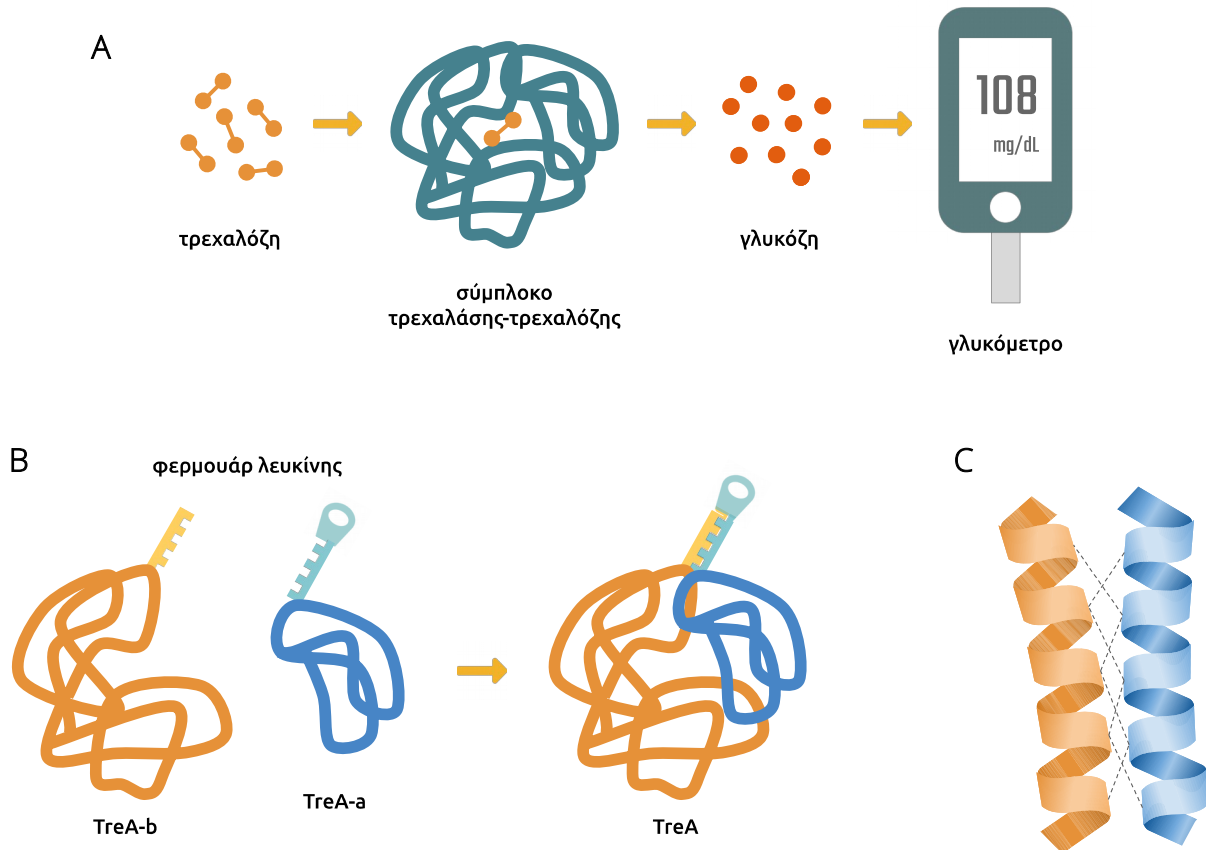 A
108
mg/dL
τρεχαλόζη
σύμπλοκο
τρεχαλάσης-τρεχαλόζης
γλυκόζη
γλυκόμετρο
B
φερμουάρ λευκίνης
TreA-b
TreA-a
TreA
C